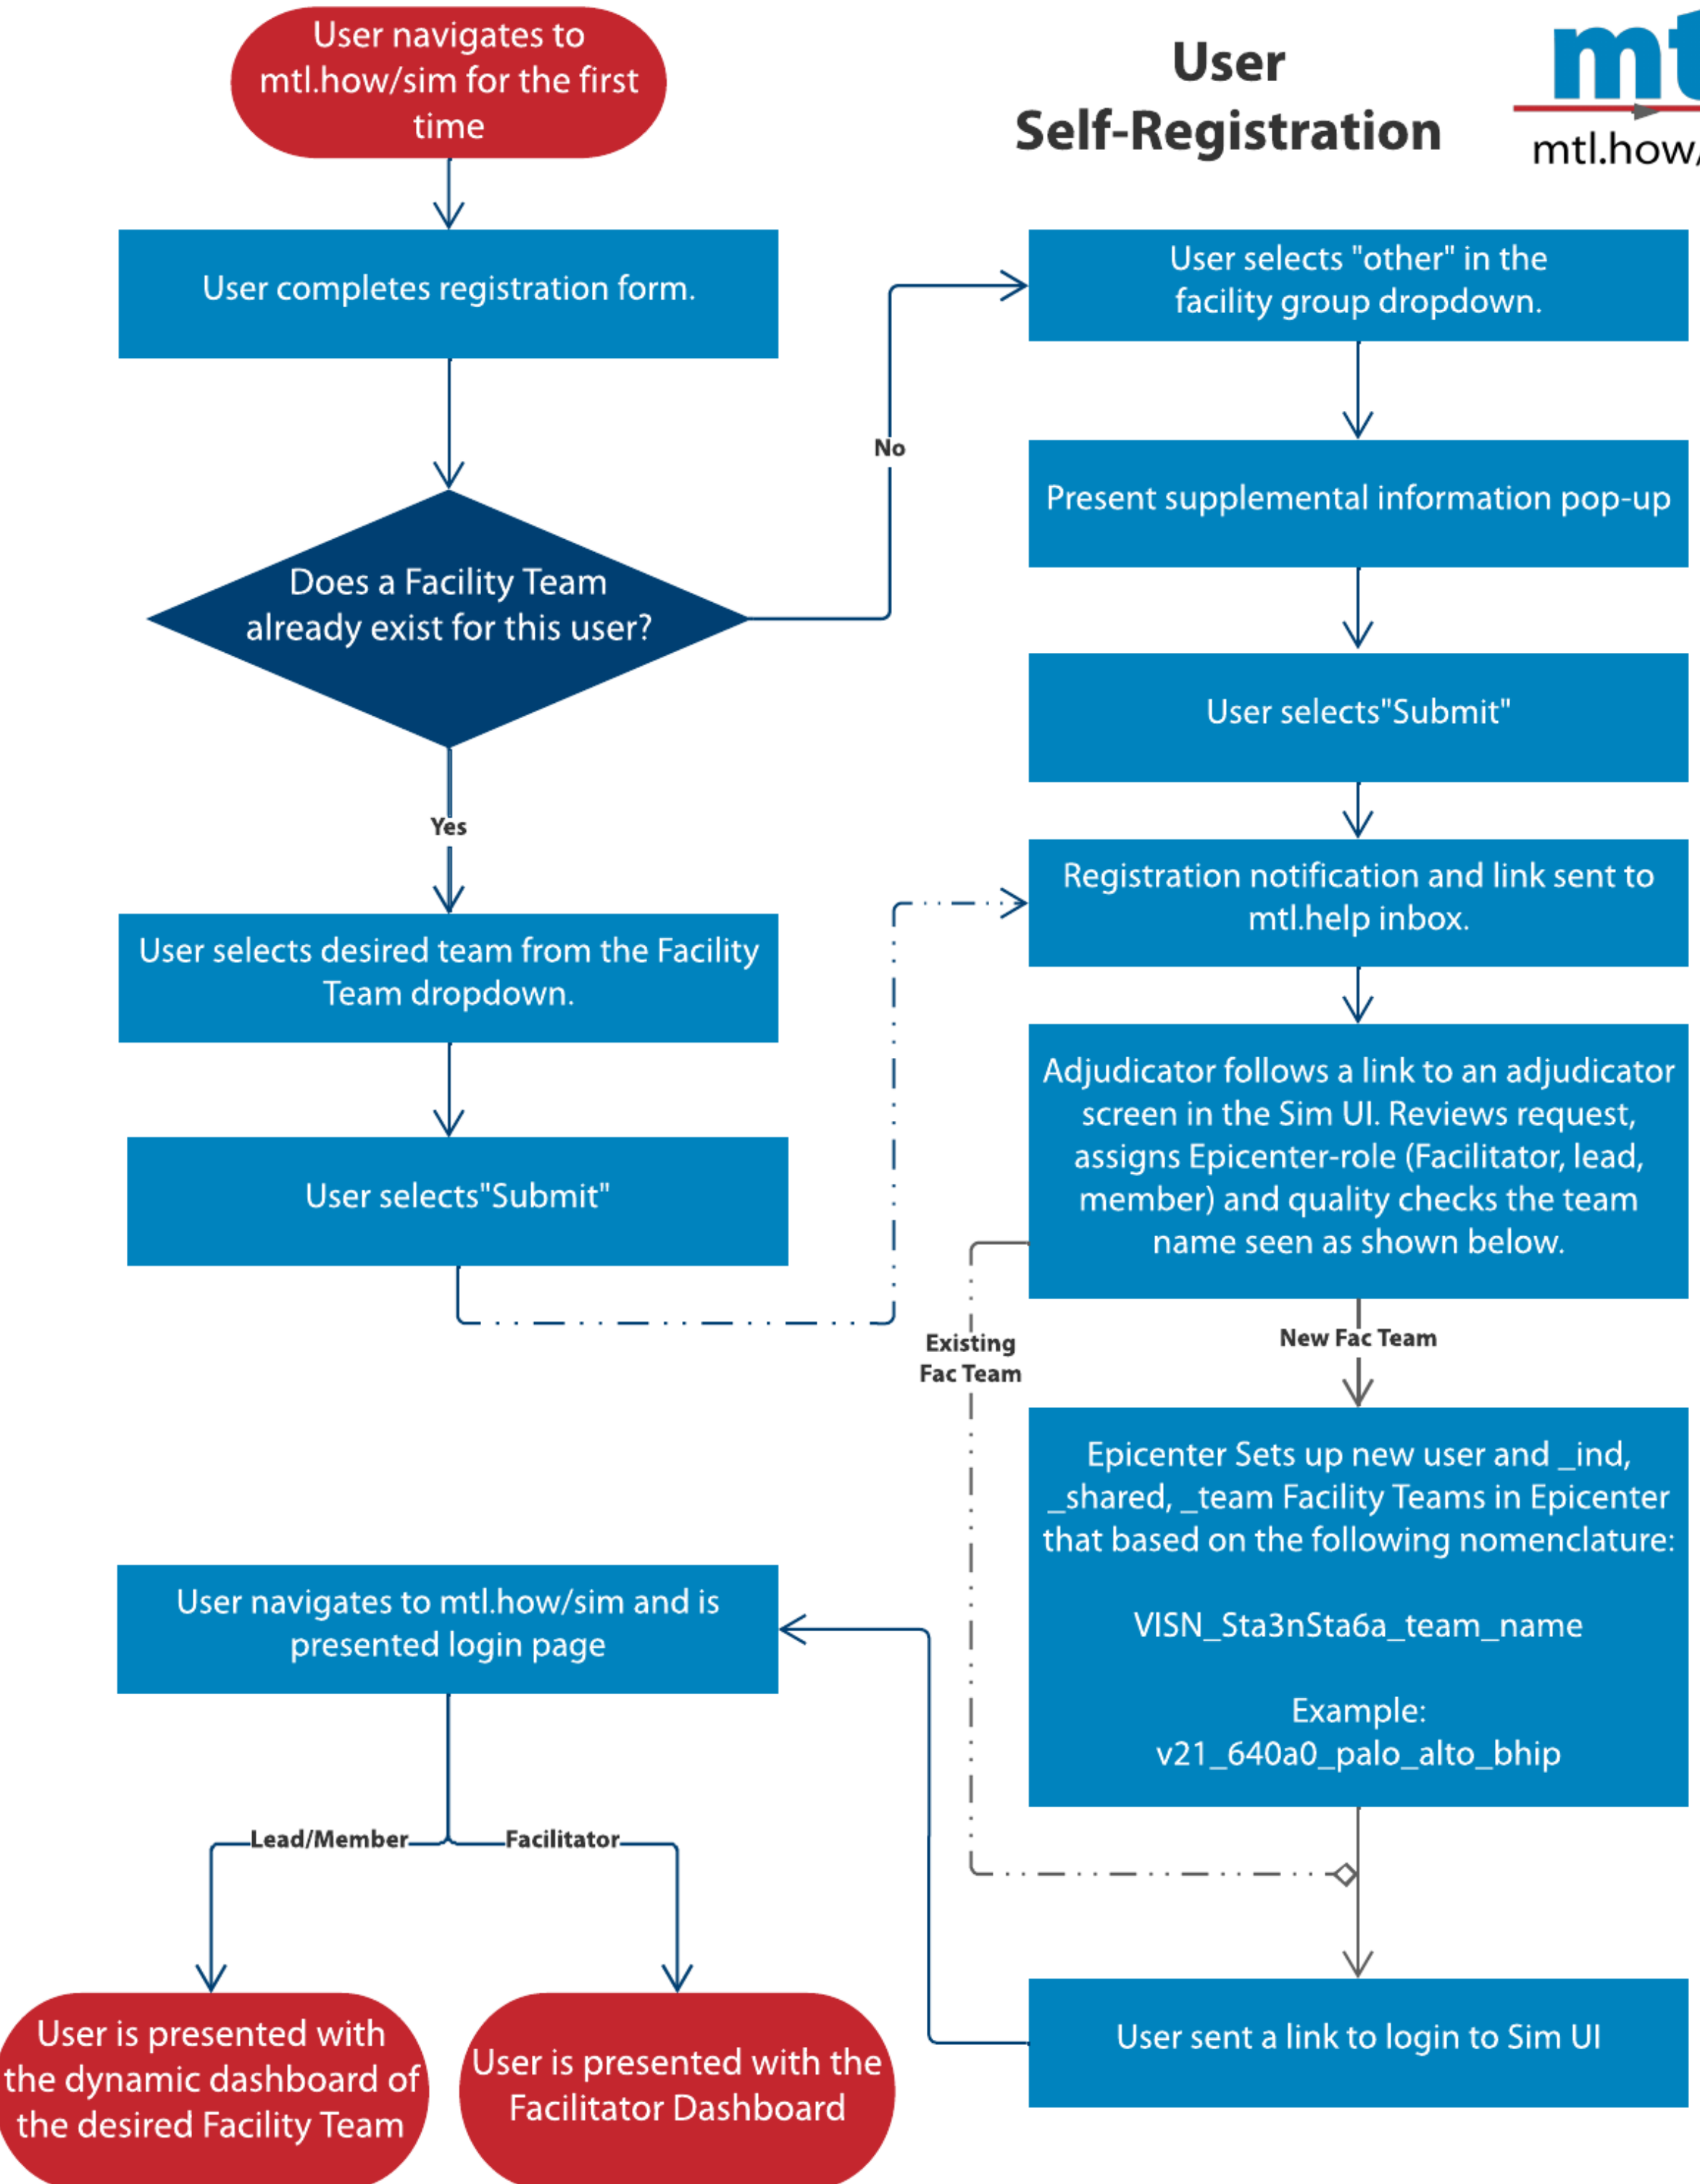 User navigates to
mtl.how/sim for the first
time
User
Self-Registration
mtl.how/
User completes registration form.
User selects "other" in the
facility group dropdown.
No
Present supplemental information pop-up
Does a Facility Team
already exist for this user?
User selects"Submit"
Yes
Registration notification and link sent to
mtl.help inbox.
User selects desired team from the Facility
Team dropdown.
Adjudicator follows a link to an adjudicator
screen in the Sim UI. Reviews request,
assigns Epicenter-role (Facilitator, lead,
member) and quality checks the team
name seen as shown below.
User selects"Submit"
Existing
Fac Team
New Fac Team
Epicenter Sets up new user and _ind,
_shared, _team Facility Teams in Epicenter
that based on the following nomenclature:
VISN_Sta3nSta6a_team_name
Example:
v21_640a0_palo_alto_bhip
User navigates to mtl.how/sim and is
presented login page
Lead/Member
Facilitator
User is presented with
the dynamic dashboard of
the desired Facility Team
User is presented with the
Facilitator Dashboard
User sent a link to login to Sim UI